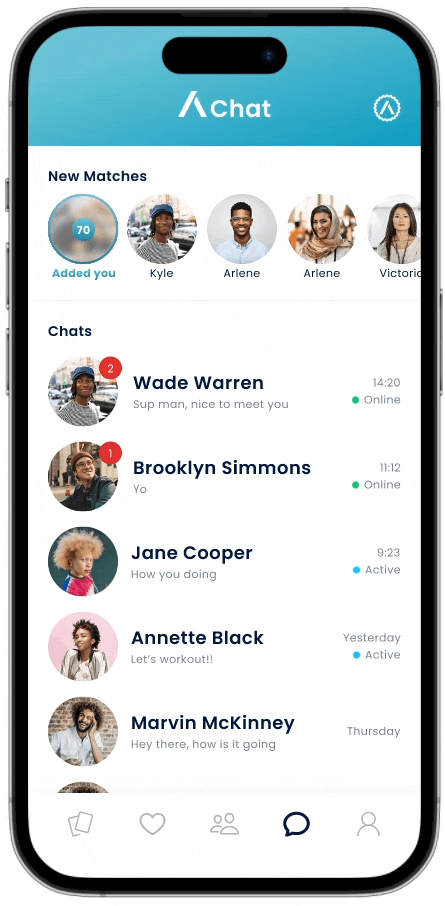 Chat
New Matches
70
Added you
Kyle
Arlene
Arlene
Victoric
Chats
2
Wade Warren
14:20
Sup man, nice to meet you
Online
1
Brooklyn Simmons
11:12
Yo
Online
Jane Cooper
9:23
How you doing
Active
Annette Black
Yesterday
Let's workout!!
Active
Marvin McKinney
Thursday
Hey there, how is it going